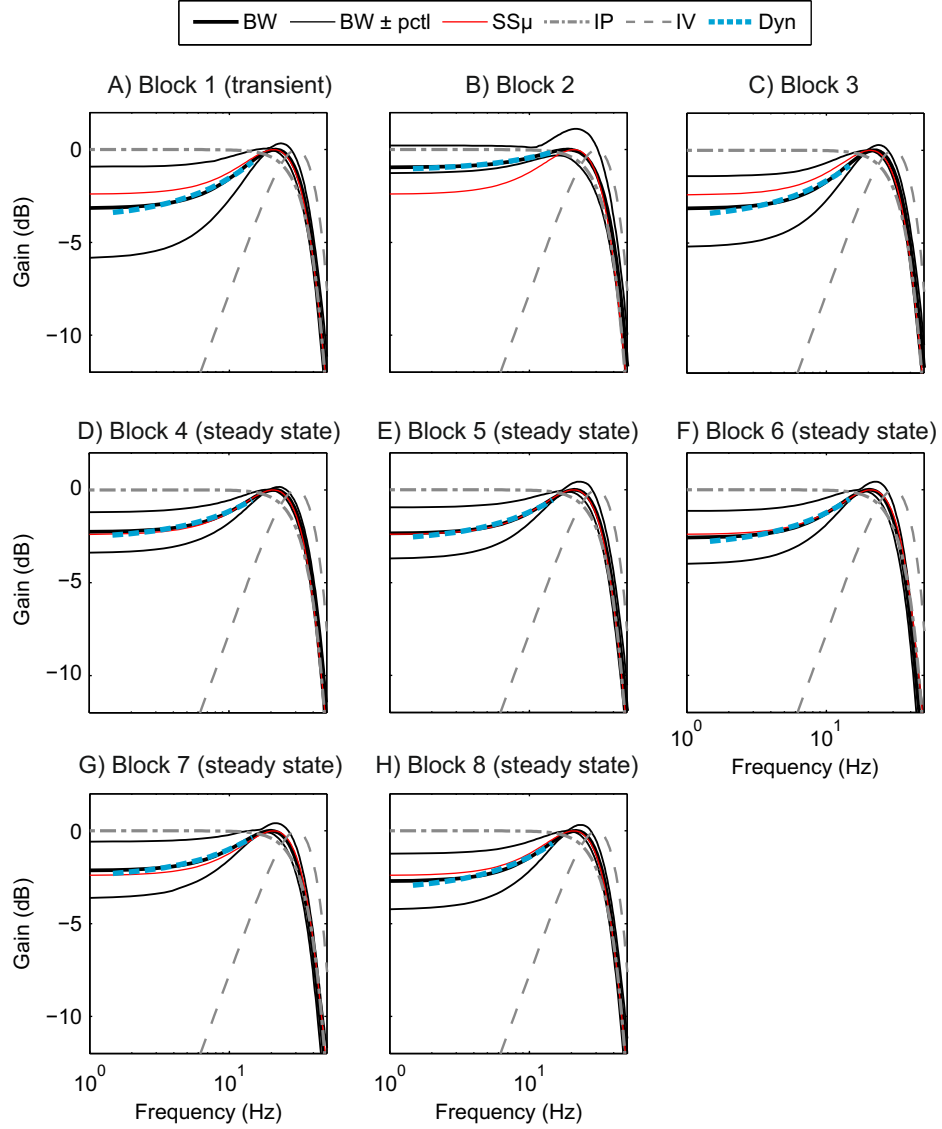 BW BW ± pctl SSµ IP IV Dyn
A) Block 1 (transient) B) Block 2 C) Block 3
0
−5
−10
Gain (dB)
D) Block 4 (steady state) E) Block 5 (steady state) F) Block 6 (steady state)
0
−5
−10
Gain (dB)
10⁰ 10¹
Frequency (Hz)
G) Block 7 (steady state) H) Block 8 (steady state)
0
−5
−10
Gain (dB)
10⁰ 10¹ 10⁰ 10¹
Frequency (Hz) Frequency (Hz)